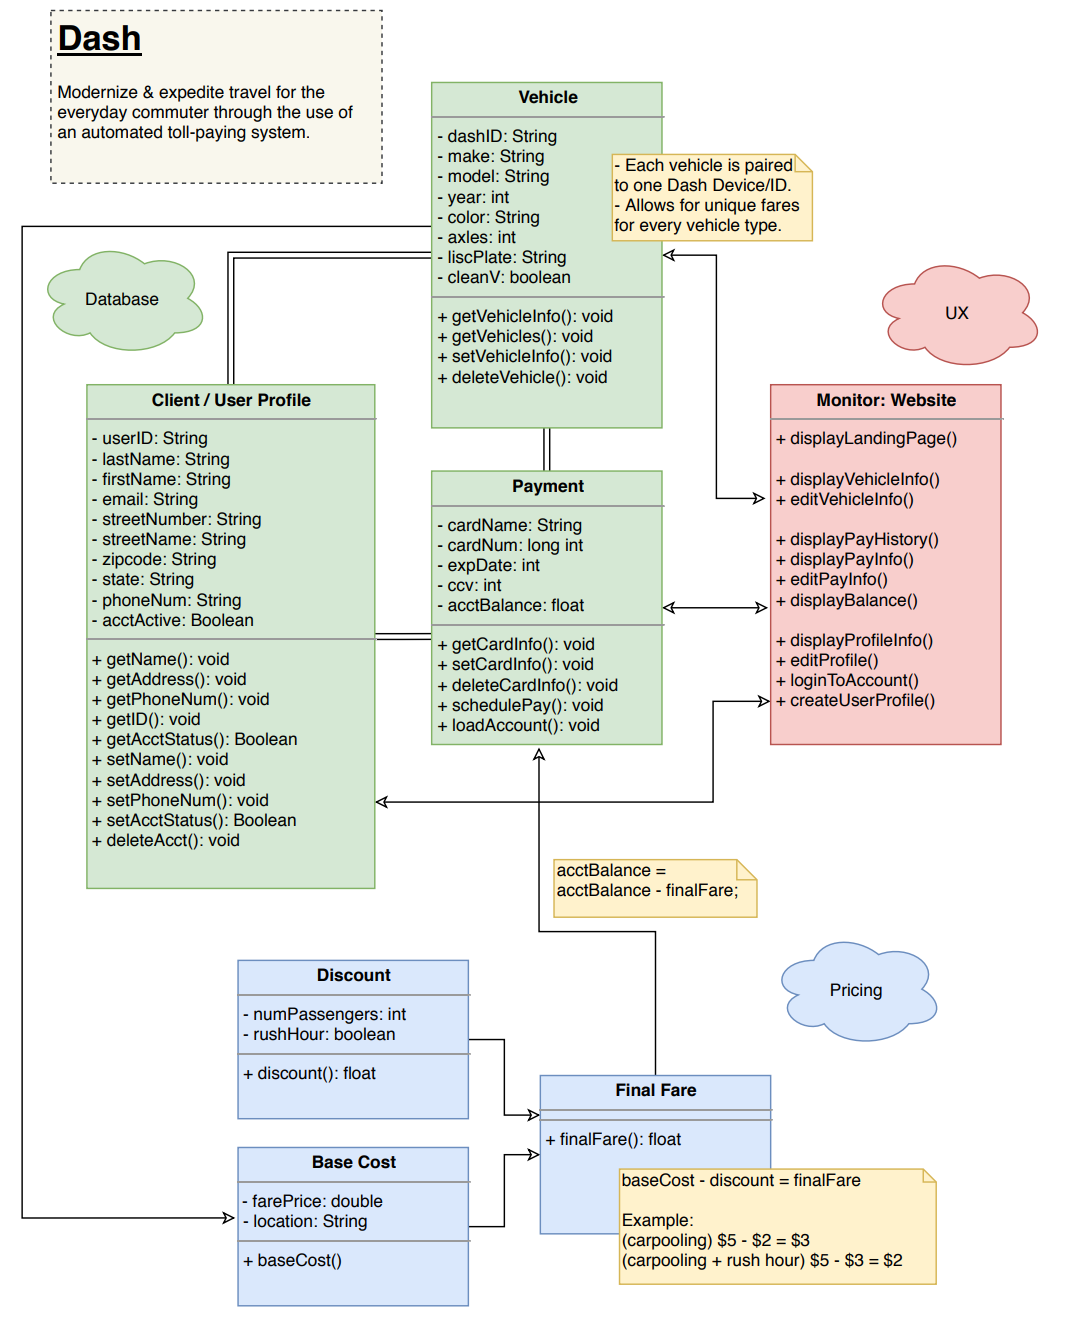 Dash
Modernize & expedite travel for the
everyday commuter through the use of
an automated toll-paying system.
Vehicle
- dashID: String
- make: String
- model: String
- year: int
- color: String
- axles: int
- liscPlate: String
- cleanV: boolean
+ getVehicleInfo(): void
+ getVehicles(): void
+ setVehicleInfo(): void
+ deleteVehicle(): void
- Each vehicle is paired
to one Dash Device/ID.
- Allows for unique fares
for every vehicle type.
Database
UX
Client / User Profile
- userID: String
- lastName: String
- firstName: String
- email: String
- streetNumber: String
- streetName: String
- zipcode: String
- state: String
- phoneNum: String
- acctActive: Boolean
+ getName(): void
+ getAddress(): void
+ getPhoneNum(): void
+ getID(): void
+ getAcctStatus(): Boolean
+ setName(): void
+ setAddress(): void
+ setPhoneNum(): void
+ setAcctStatus(): Boolean
+ deleteAcct(): void
Payment
- cardName: String
- cardNum: long int
- expDate: int
- ccv: int
- acctBalance: float
+ getCardInfo(): void
+ setCardInfo(): void
+ deleteCardInfo(): void
+ schedulePay(): void
+ loadAccount(): void
Monitor: Website
+ displayLandingPage()
+ displayVehicleInfo()
+ editVehicleInfo()
+ displayPayHistory()
+ displayPayInfo()
+ editPayInfo()
+ displayBalance()
+ displayProfileInfo()
+ editProfile()
+ loginToAccount()
+ createUserProfile()
acctBalance =
acctBalance - finalFare;
Pricing
Discount
- numPassengers: int
- rushHour: boolean
+ discount(): float
Base Cost
- farePrice: double
- location: String
+ baseCost()
Final Fare
+ finalFare(): float
baseCost - discount = finalFare
Example:
(carpooling) $5 - $2 = $3
(carpooling + rush hour) $5 - $3 = $2